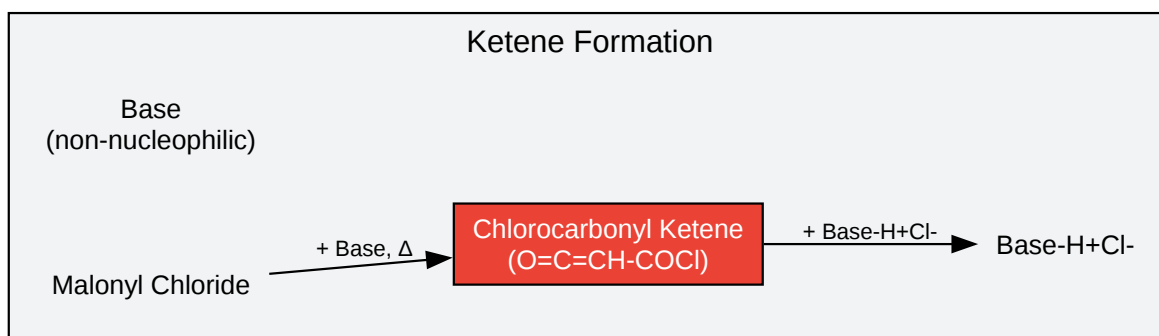 Ketene Formation
Base
(non-nucleophilic)
Malonyl Chloride
+ Base, Δ
Chlorocarbonyl Ketene
(O=C=CH-COCl)
+ Base-H+Cl-
Base-H+Cl-